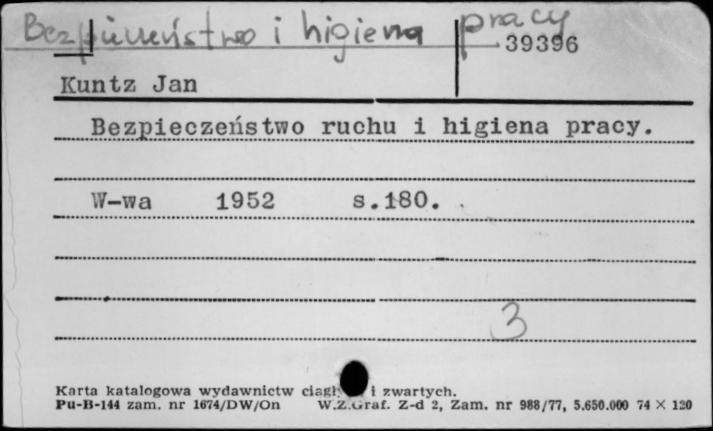 Bezpieczeństwo i higiena pracy
39396
Kuntz Jan
Bezpieczeństwo ruchu i higiena pracy.
W-wa 1952 s.180.
3
Karta katalogowa wydawnictw i zwartych.
Pu-B-144 zam. nr 1674/DW/On W.Z.Graf. Z-d 2, Zam. nr 988/77, 5.650.000 74 × 120